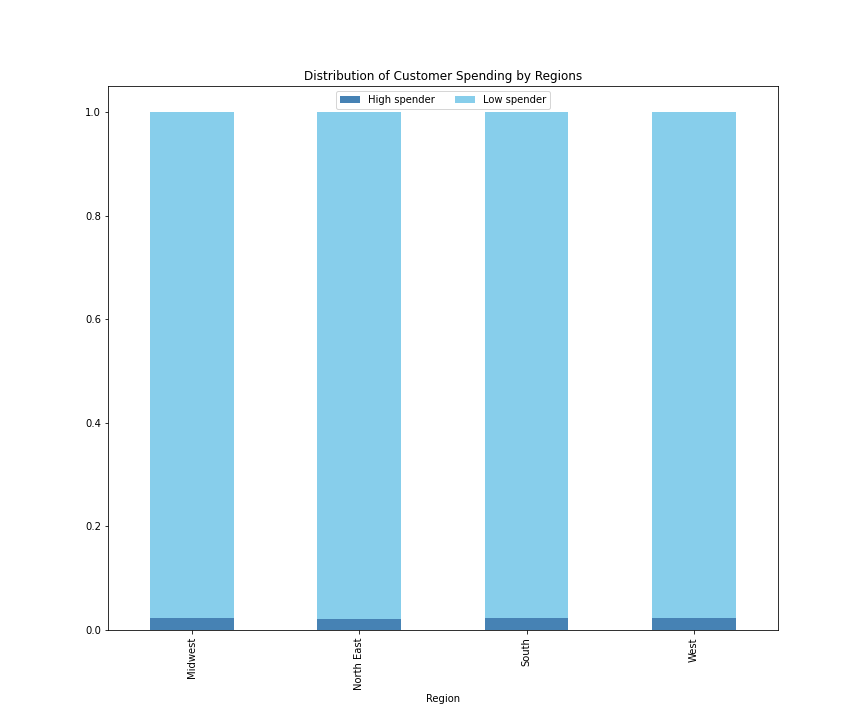 Distribution of Customer Spending by Regions
High spender Low spender
1.0
0.8
0.6
0.4
0.2
0.0
Midwest
North East
South
West
Region